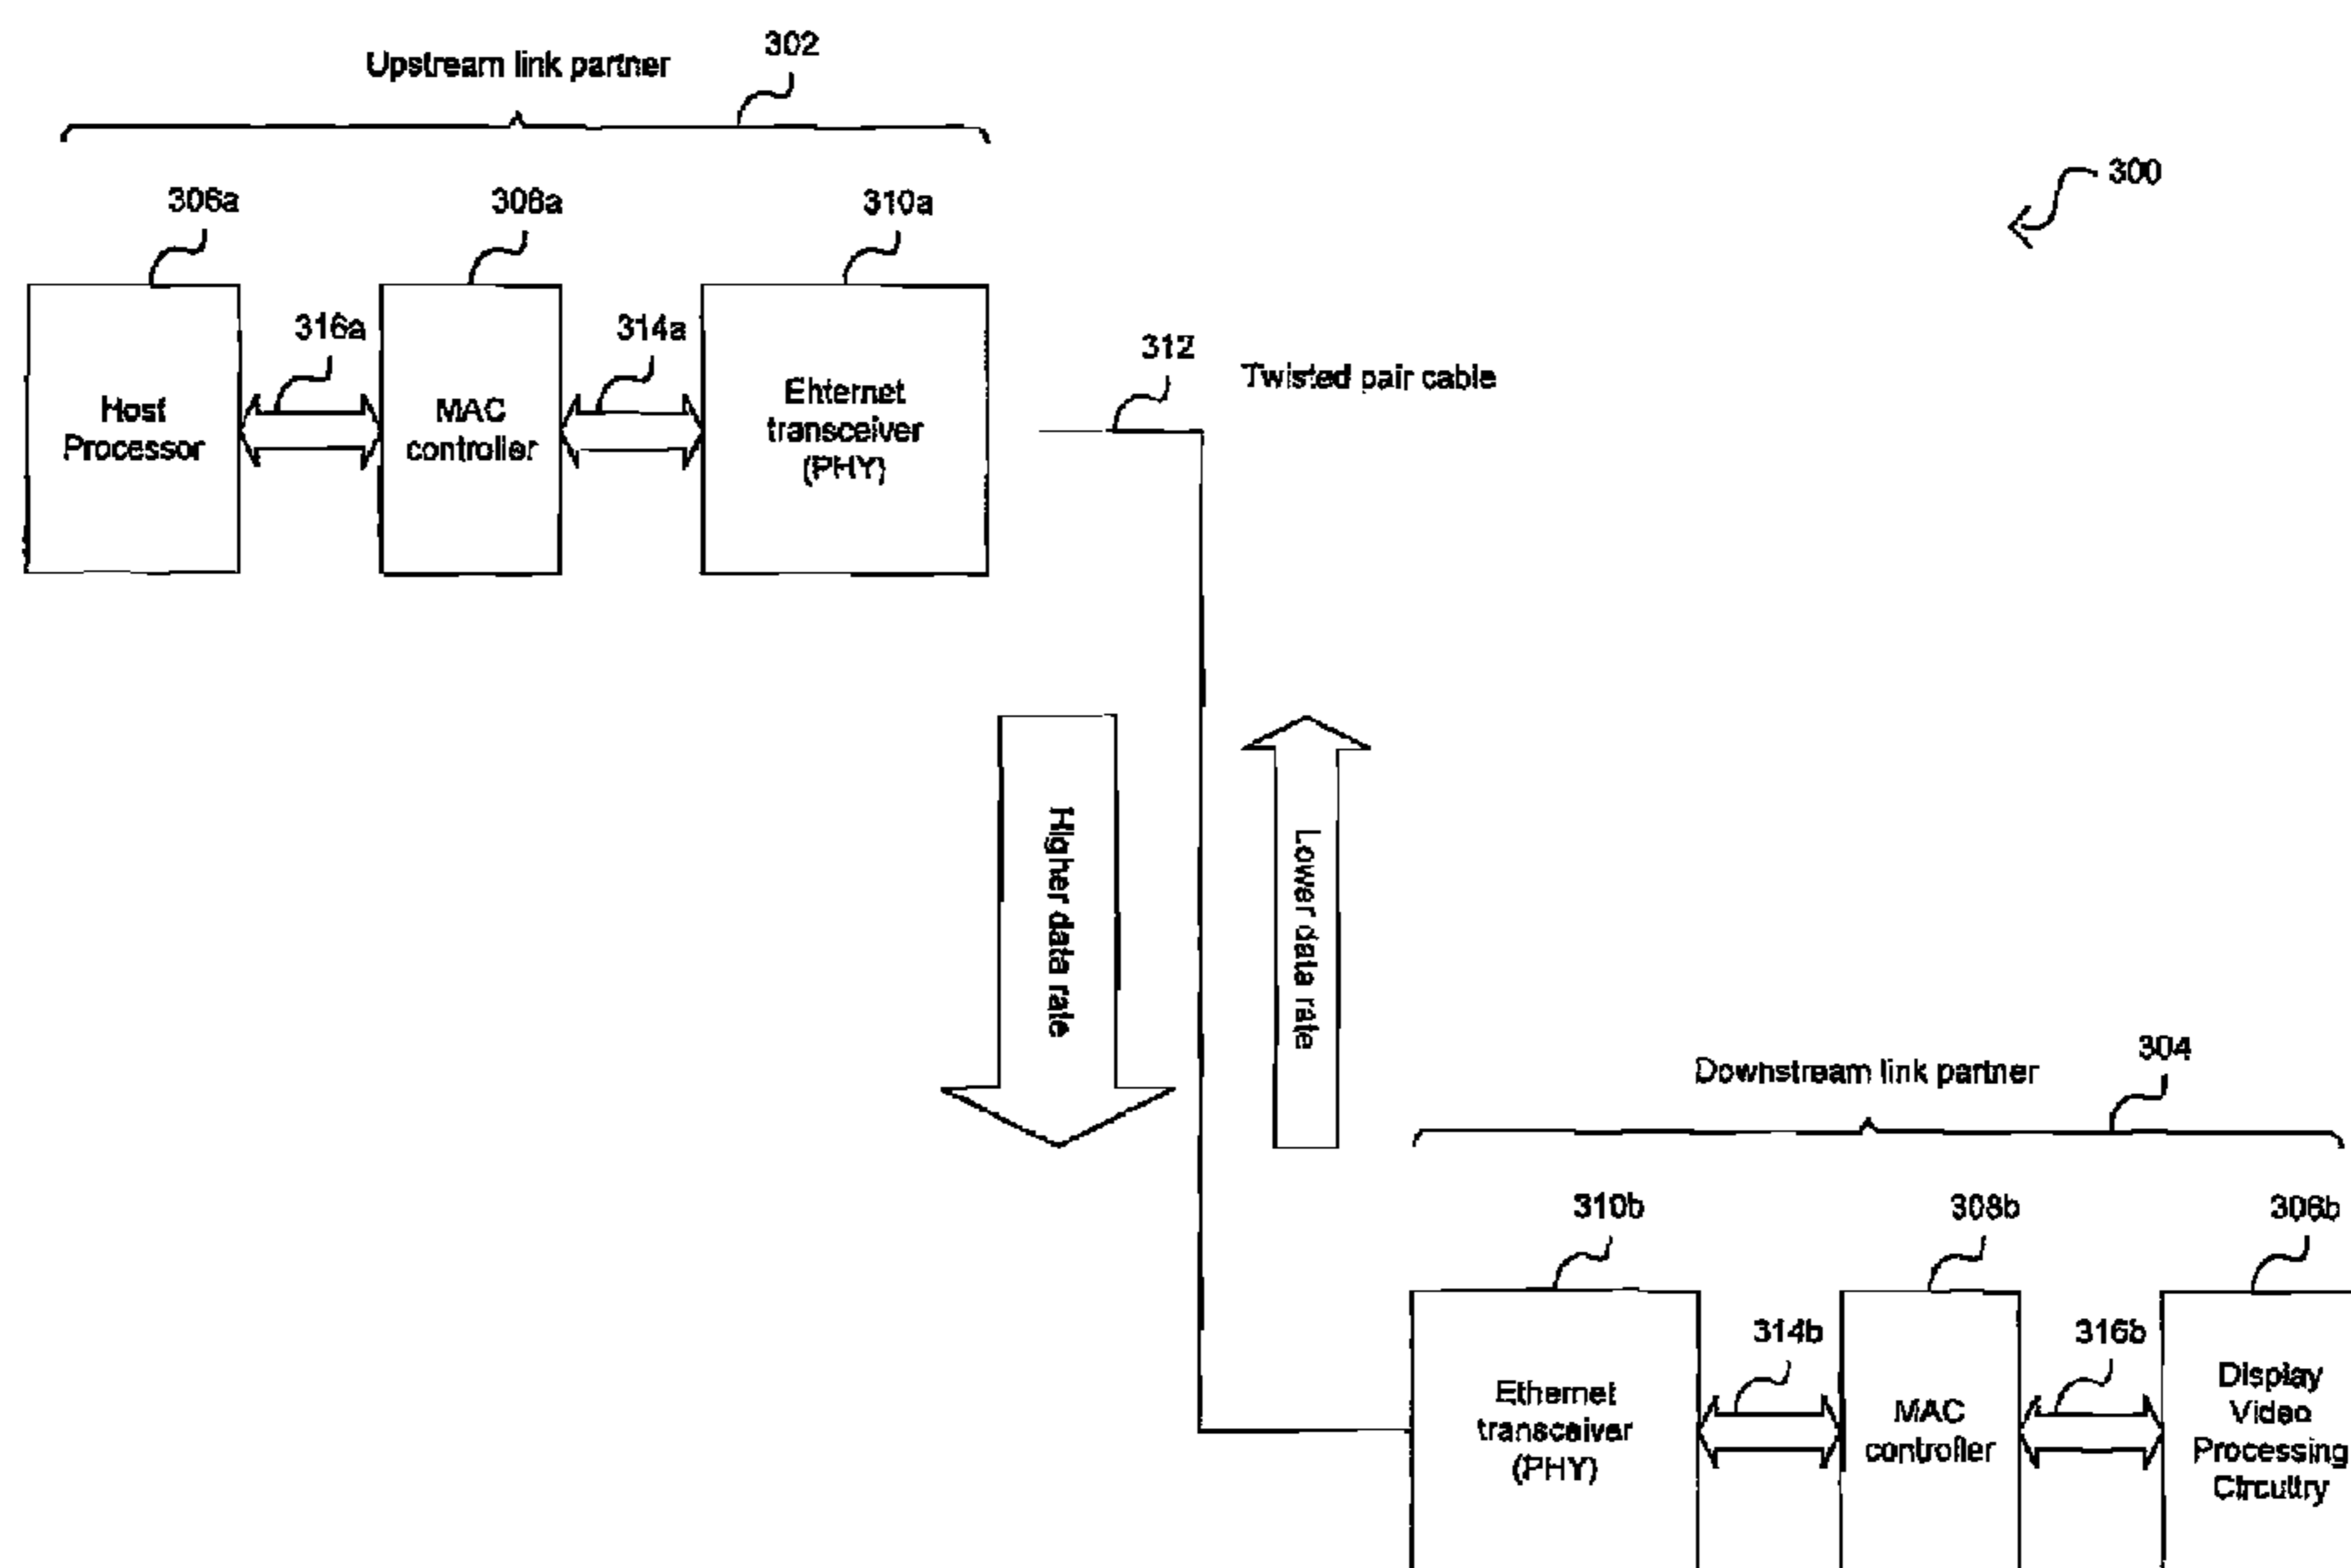 302
Upstream link partner
300
306a
308a
310a
316a
314a
312
Twisted pair cable
Host
Processor
MAC
controller
Ehternet
transceiver
(PHY)
Higher data rate
Lower data rate
304
Downstream link partner
310b
308b
306b
314b
316b
Ethernet
transceiver
(PHY)
MAC
controller
Display
Video
Processing
Circuitry